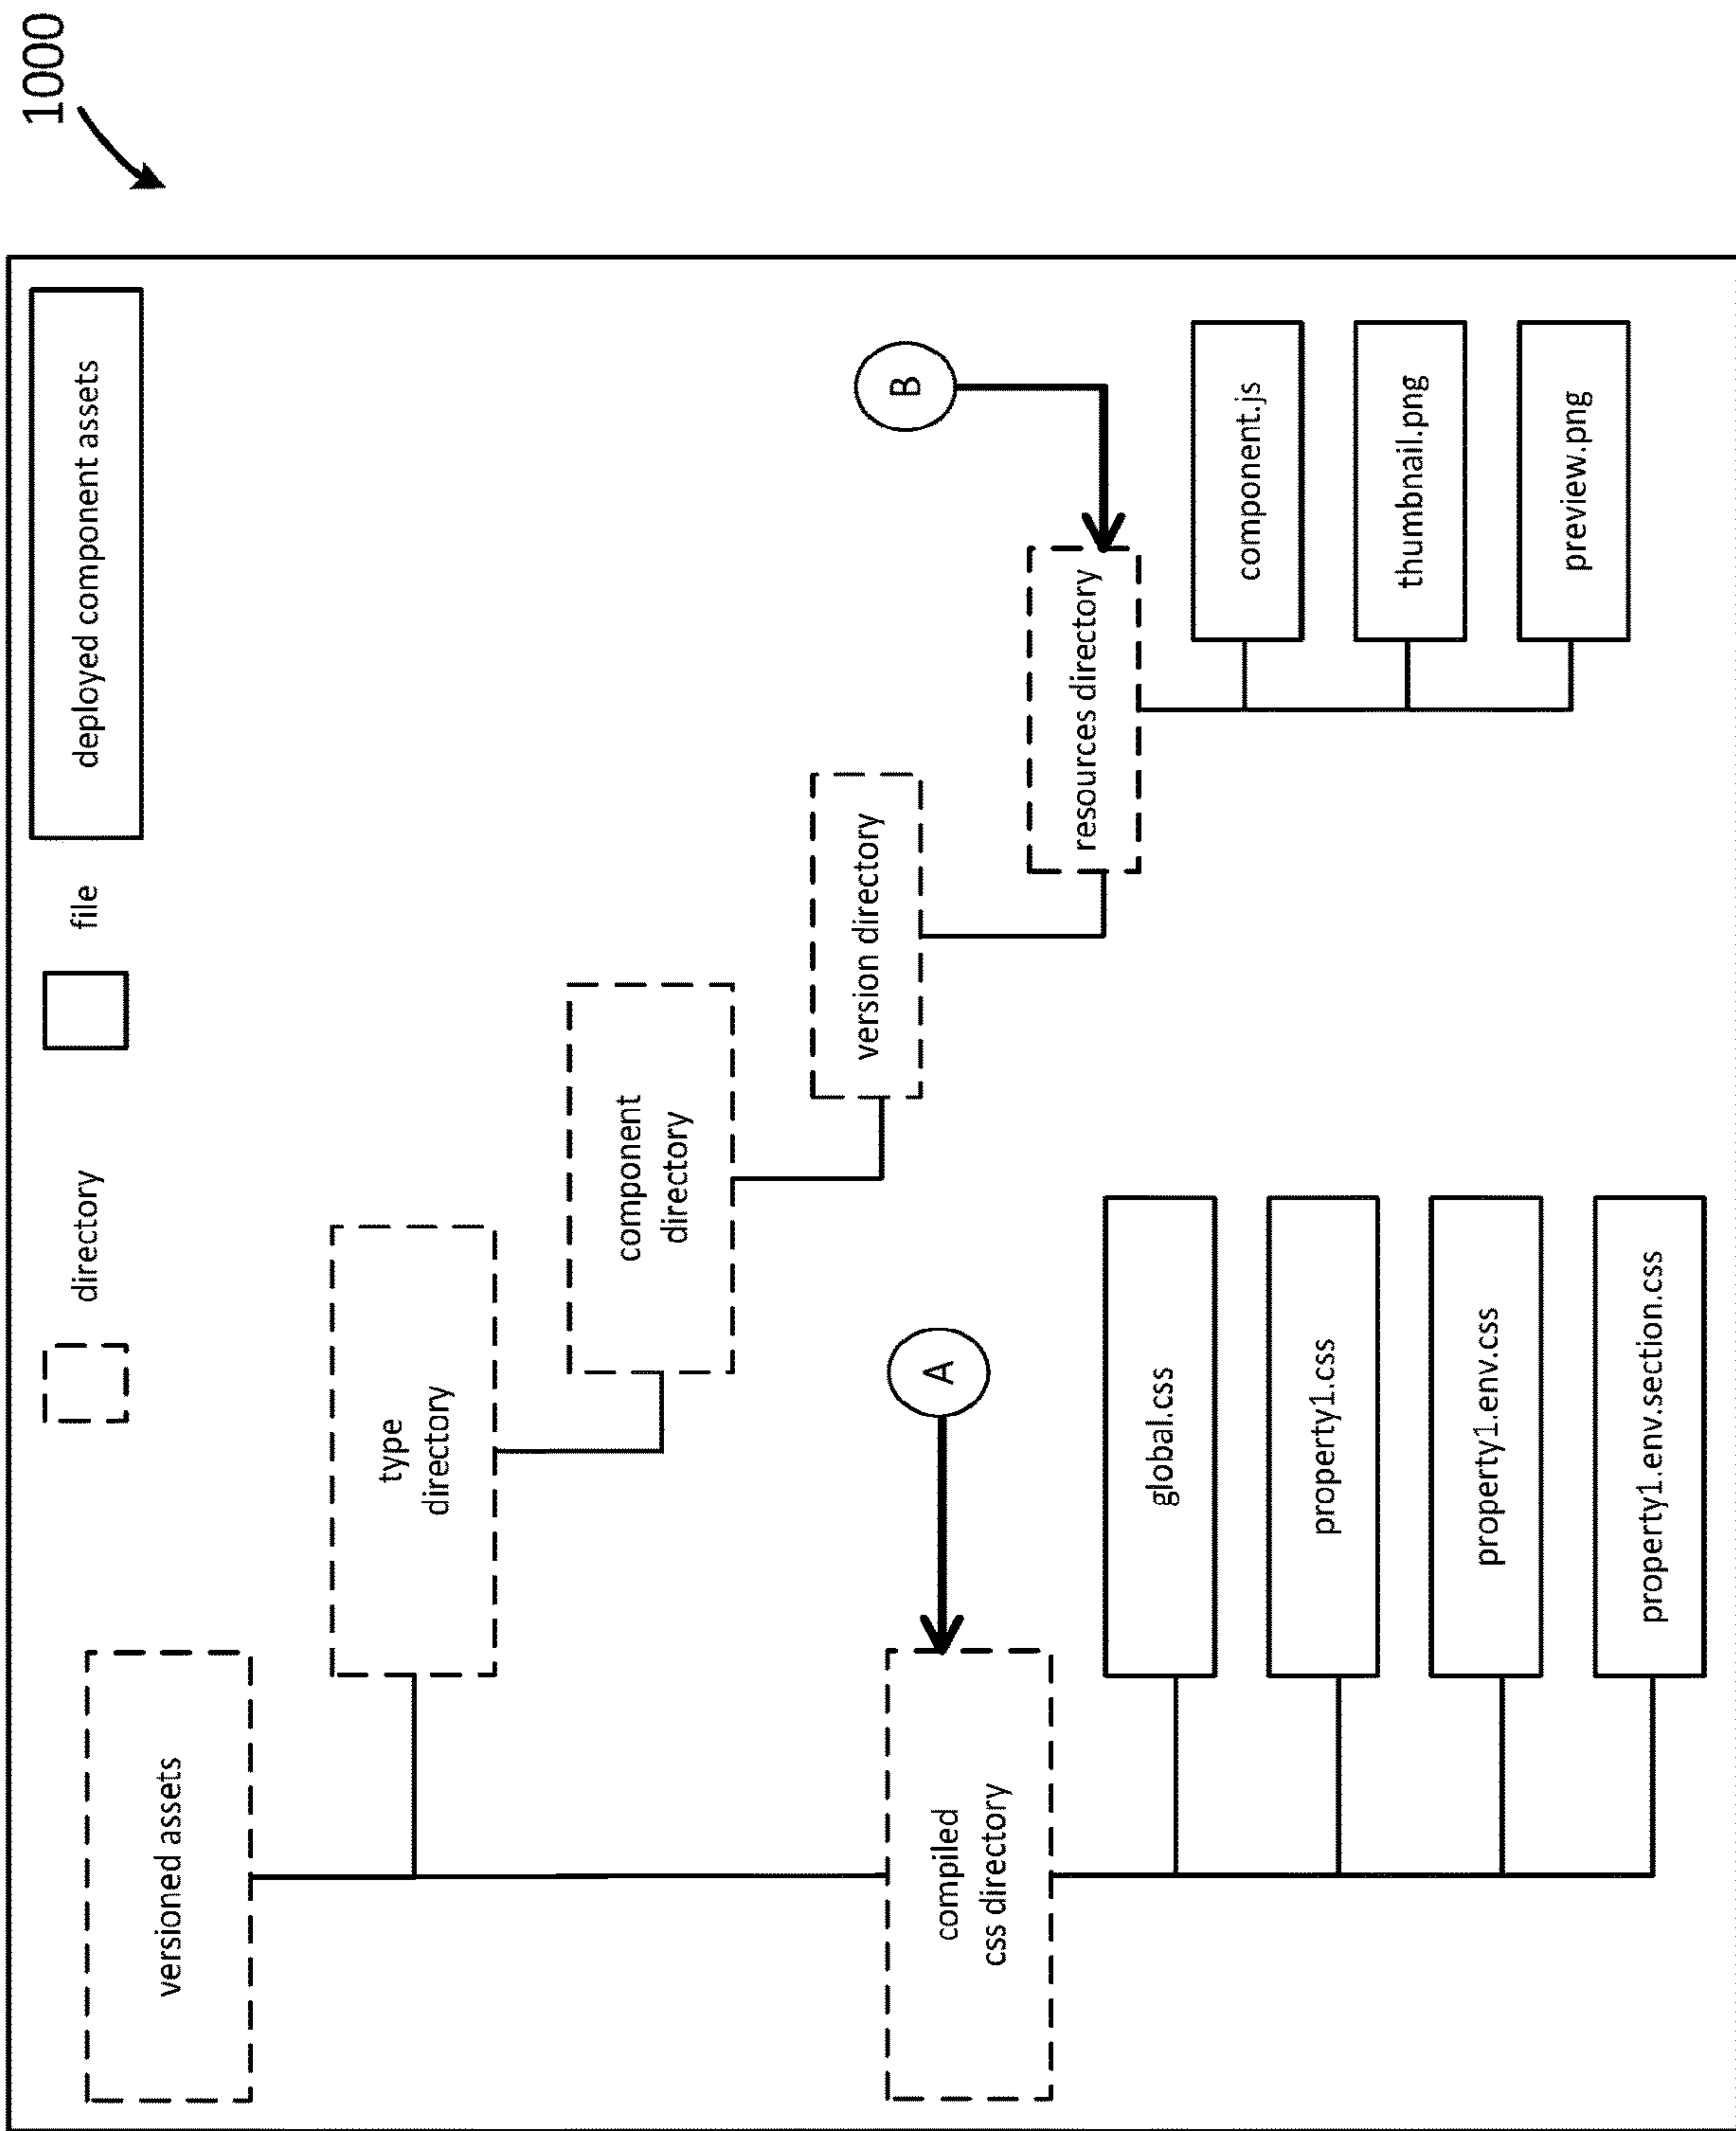 1000
directory
file
deployed component assets
versioned assets
type
directory
component
directory
version directory
B
resources directory
component.js
thumbnail.png
preview.png
A
compiled
css directory
global.css
property1.css
property1.env.css
property1.env.section.css